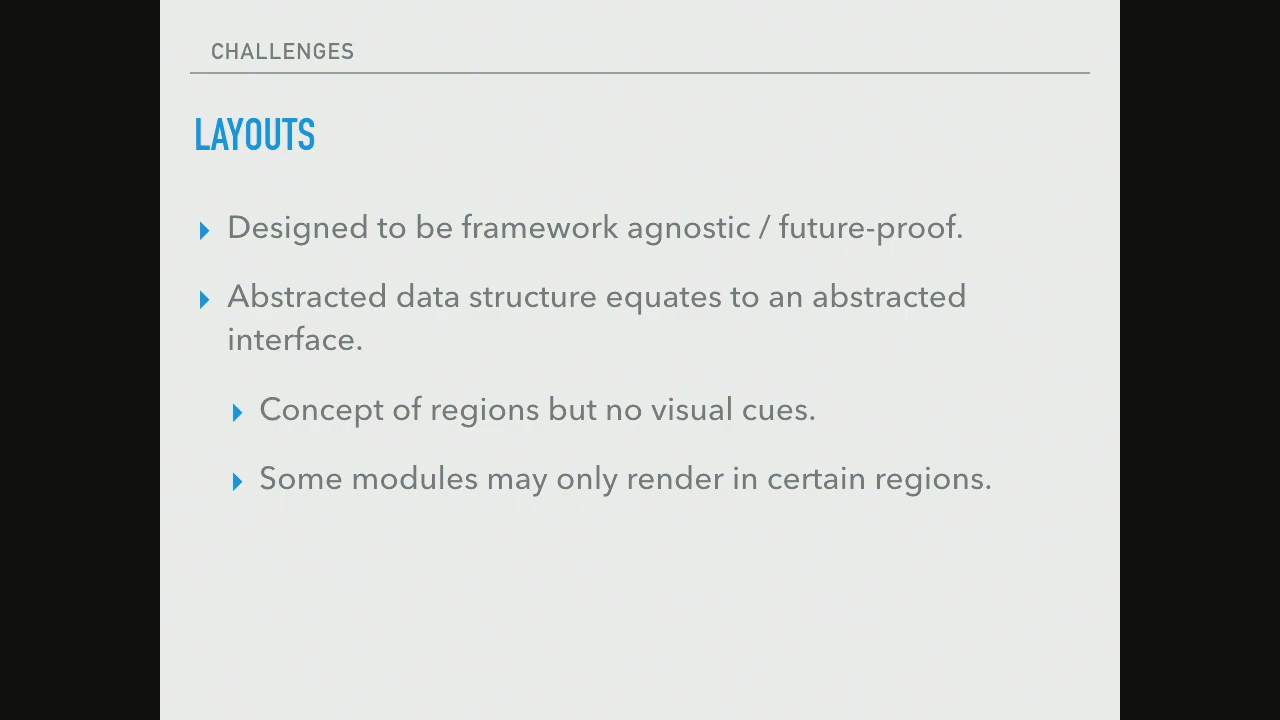 CHALLENGES
LAYOUTS
Designed to be framework agnostic / future-proof.
Abstracted data structure equates to an abstracted
interface.
Concept of regions but no visual cues.
Some modules may only render in certain regions.